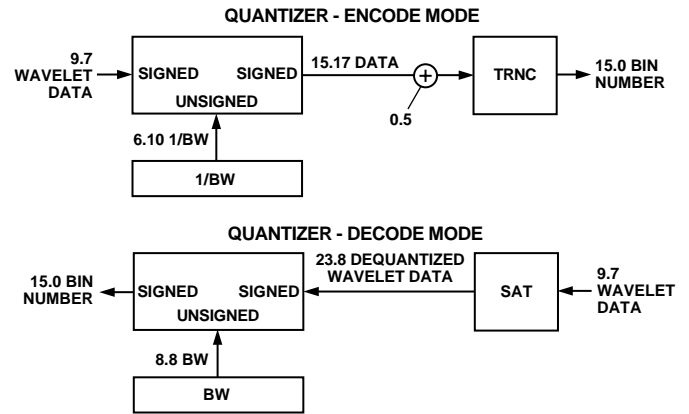 QUANTIZER - ENCODE MODE
9.7
WAVELET
DATA
SIGNED
SIGNED
UNSIGNED
15.17 DATA
0.5
TRNC
15.0 BIN
NUMBER
6.10 1/BW
1/BW
QUANTIZER - DECODE MODE
15.0 BIN
NUMBER
SIGNED
SIGNED
UNSIGNED
23.8 DEQUANTIZED
WAVELET DATA
SAT
9.7
WAVELET
DATA
8.8 BW
BW